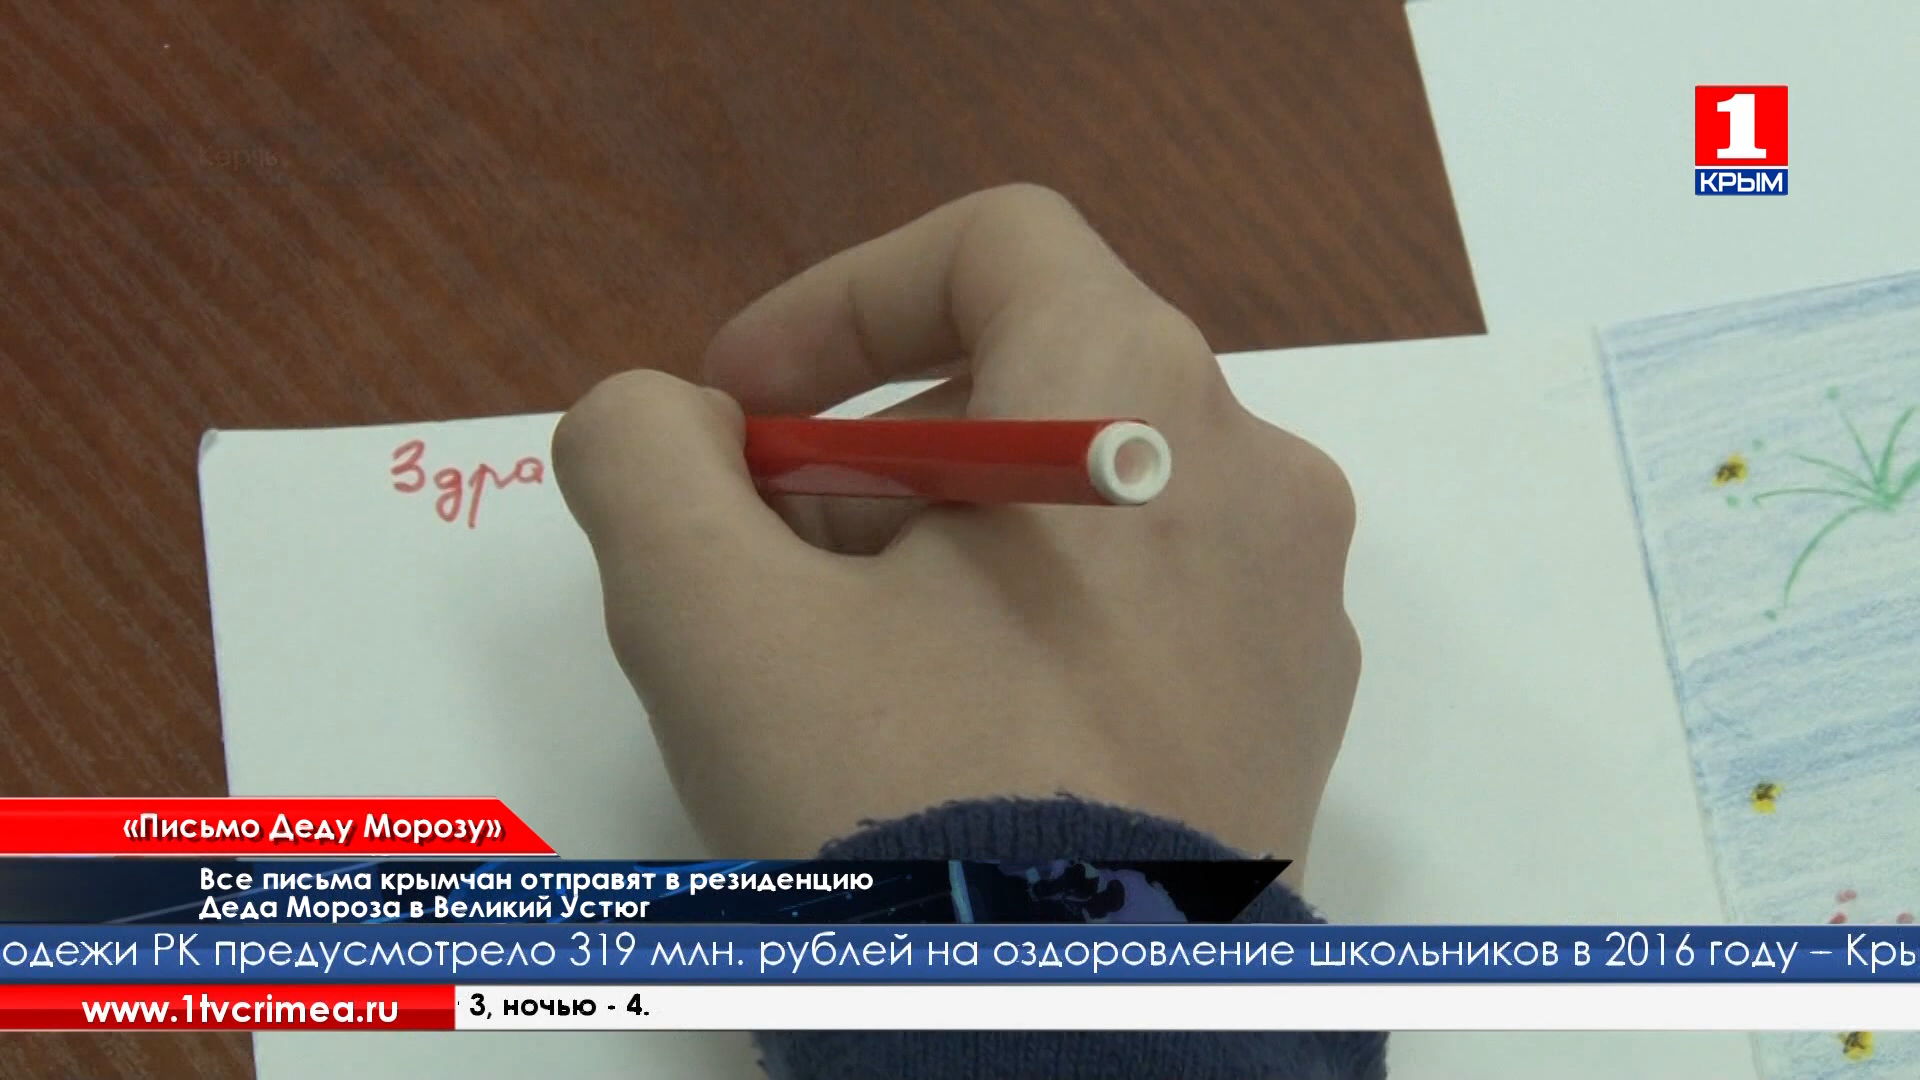 1
КРЫМ
Керчь
Здра
«Письмо Деду Морозу»
Все письма крымчан отправят в резиденцию
Деда Мороза в Великий Устюг
одежи РК предусмотрело 319 млн. рублей на оздоровление школьников в 2016 году – Кры
www.1tvcrimea.ru
3, ночью - 4.